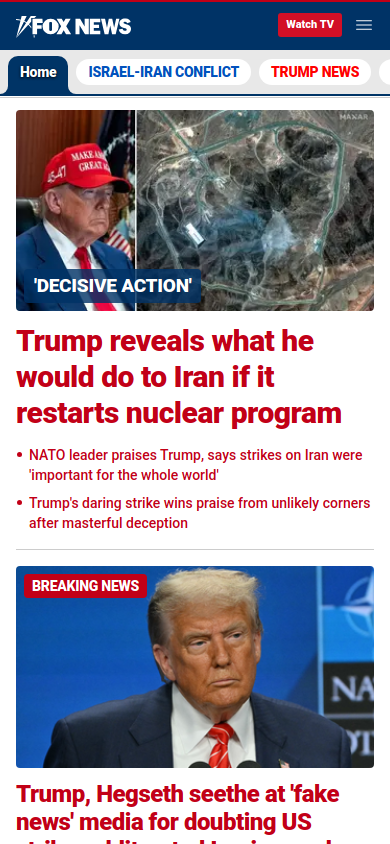 FOX NEWS
Watch TV
Home
ISRAEL-IRAN CONFLICT
TRUMP NEWS
MAXAR
MAKE A
GREAT
45-47
'DECISIVE ACTION'
Trump reveals what he
would do to Iran if it
restarts nuclear program
• NATO leader praises Trump, says strikes on Iran were
'important for the whole world'
• Trump's daring strike wins praise from unlikely corners
after masterful deception
BREAKING NEWS
NA
Trump, Hegseth seethe at 'fake
news' media for doubting US